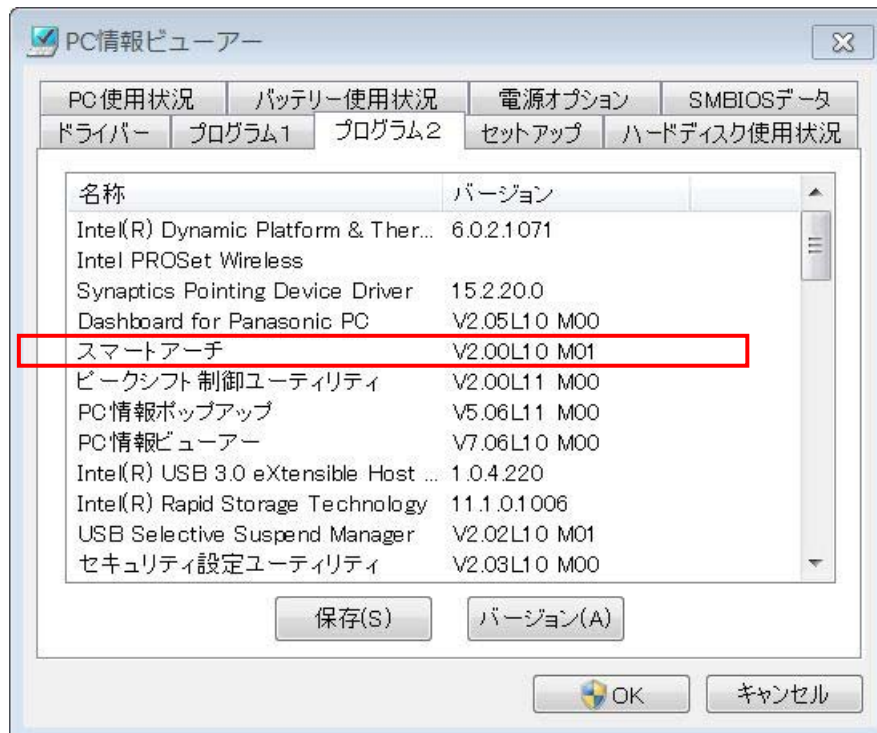 PC情報ビューアー
PC使用状況 バッテリー使用状況 電源オプション SMBIOSデータ
ドライバー プログラム1 プログラム2 セットアップ ハードディスク使用状況
名称 バージョン
Intel(R) Dynamic Platform & Ther... 6.0.2.1071
Intel PROSet Wireless
Synaptics Pointing Device Driver 15.2.20.0
Dashboard for Panasonic PC V2.05L10 M00
スマートアーチ V2.00L10 M01
ピークシフト制御ユーティリティ V2.00L11 M00
PC情報ポップアップ V5.06L11 M00
PC情報ビューアー V7.06L10 M00
Intel(R) USB 3.0 eXtensible Host ... 1.0.4.220
Intel(R) Rapid Storage Technology 11.1.0.1006
USB Selective Suspend Manager V2.02L10 M01
セキュリティ設定ユーティリティ V2.03L10 M00
保存(S) バージョン(A)
OK キャンセル